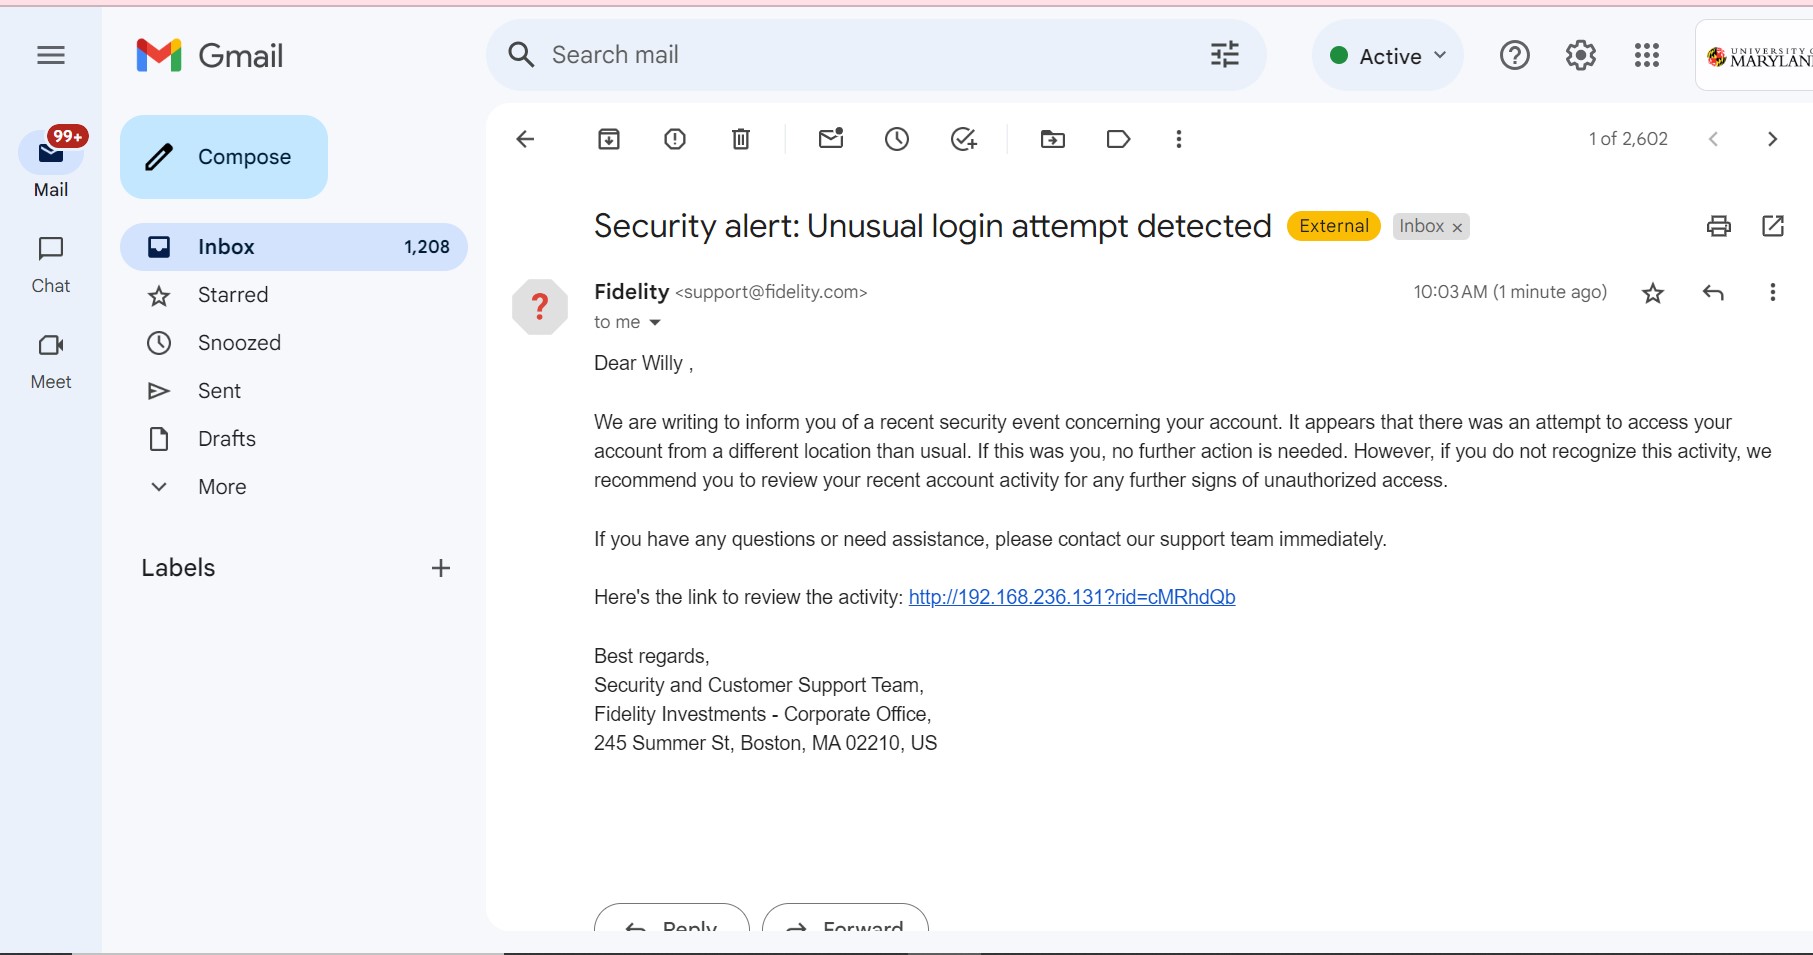 Gmail
Search mail
Active
UNIVERSITY
MARYLAN
99+
Mail
Compose
1 of 2,602
Inbox 1,208
Security alert: Unusual login attempt detected External Inbox ×
Starred
Chat
Fidelity <support@fidelity.com> 10:03 AM (1 minute ago)
?
to me
Snoozed
Dear Willy ,
Meet
Sent
We are writing to inform you of a recent security event concerning your account. It appears that there was an attempt to access your
account from a different location than usual. If this was you, no further action is needed. However, if you do not recognize this activity, we
recommend you to review your recent account activity for any further signs of unauthorized access.
Drafts
More
If you have any questions or need assistance, please contact our support team immediately.
Labels
Here's the link to review the activity: http://192.168.236.131?rid=cMRhdQb
Best regards,
Security and Customer Support Team,
Fidelity Investments - Corporate Office,
245 Summer St, Boston, MA 02210, US
Reply
Forward